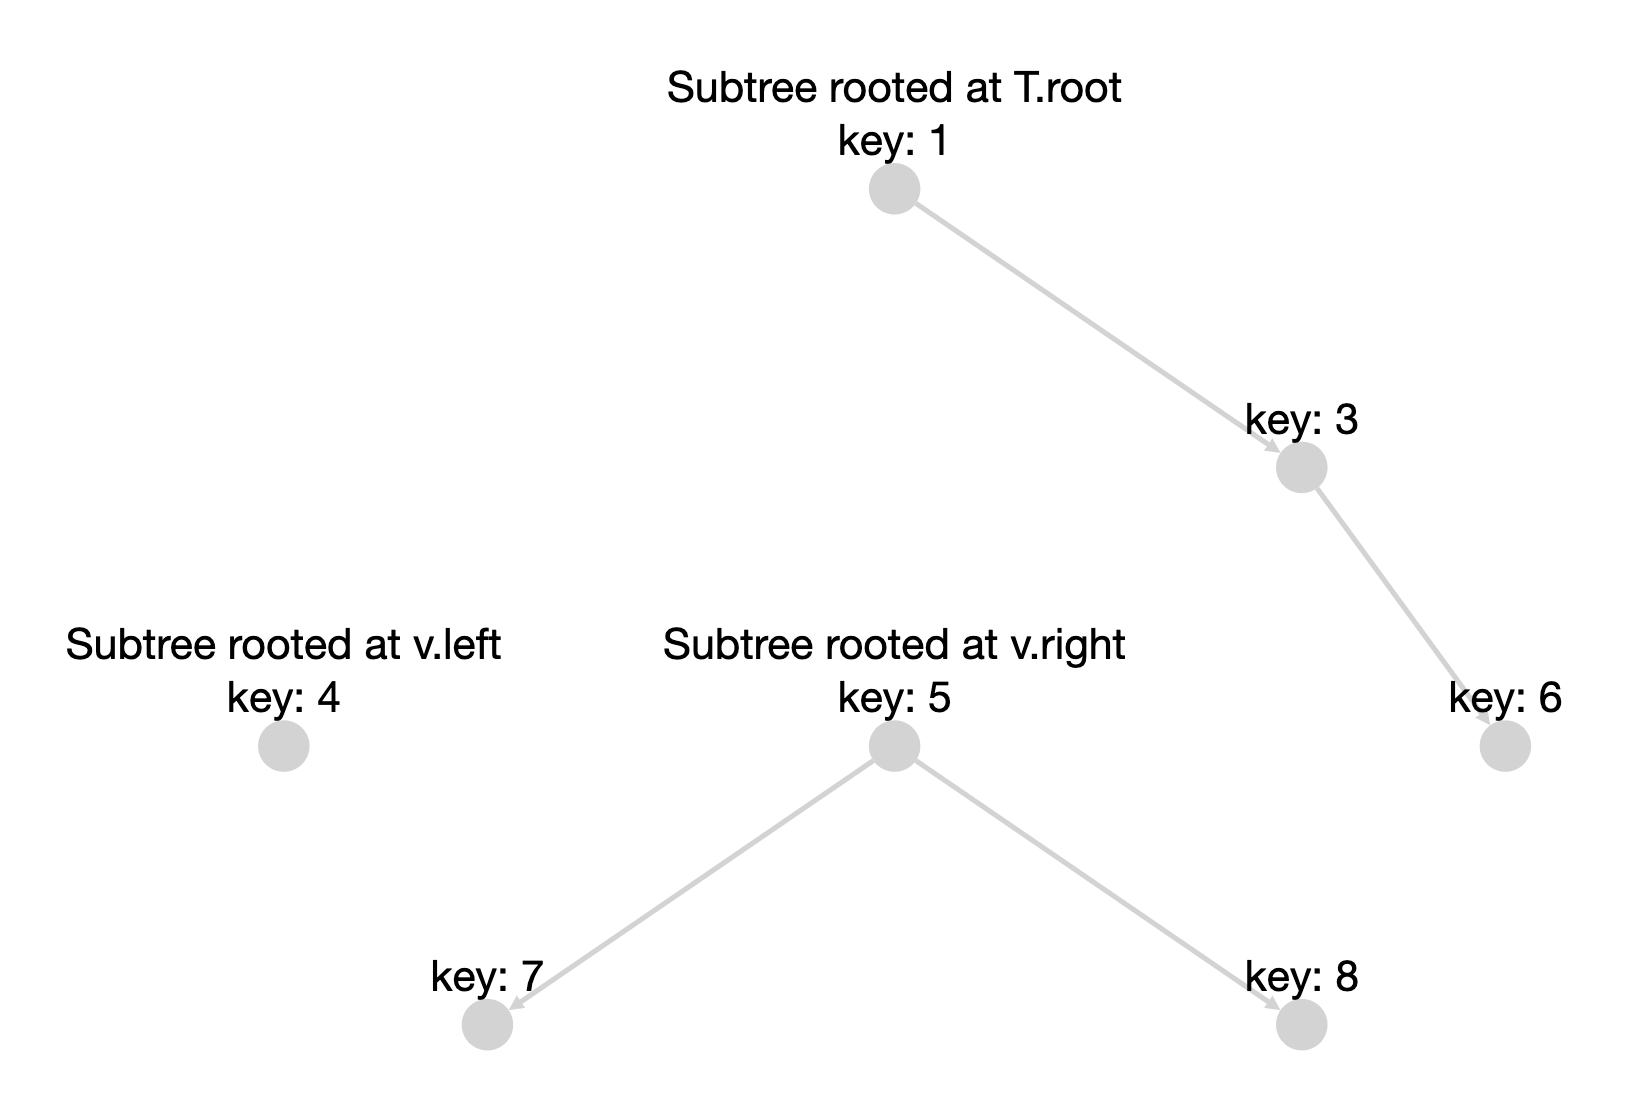 Subtree rooted at T.root
key: 1
key: 3
Subtree rooted at v.left
key: 4
Subtree rooted at v.right
key: 5
key: 6
key: 7
key: 8